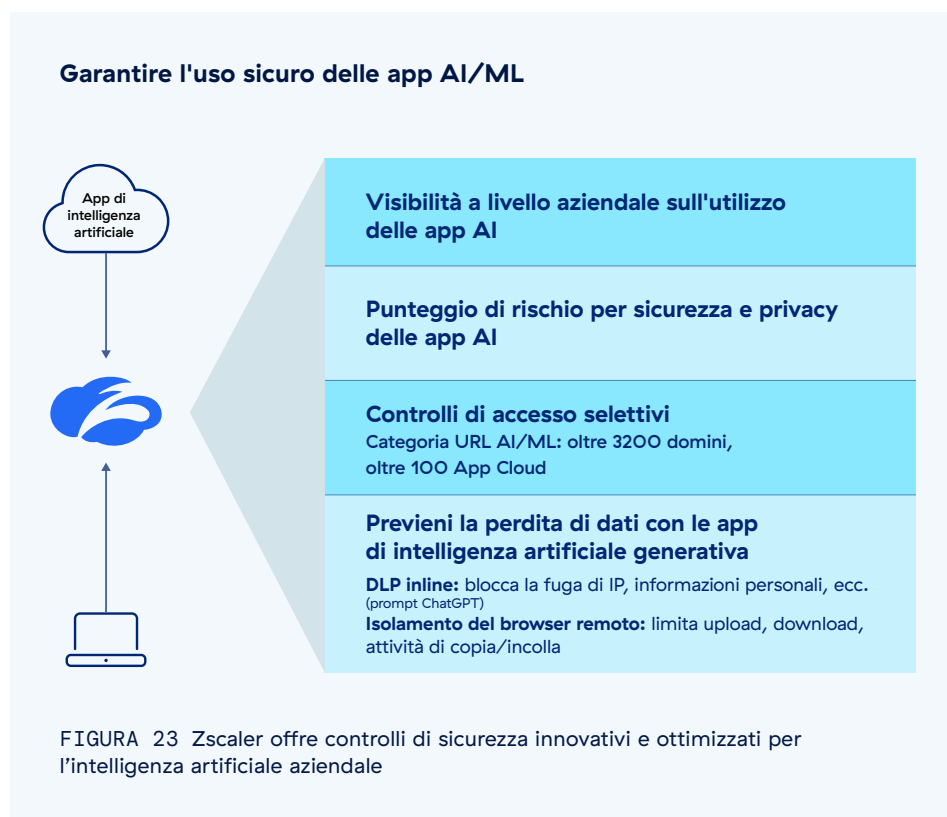 Garantire l'uso sicuro delle app AI/ML
App di
intelligenza
artificiale
Visibilità a livello aziendale sull'utilizzo
delle app AI
Punteggio di rischio per sicurezza e privacy
delle app AI
Controlli di accesso selettivi
Categoria URL AI/ML: oltre 3200 domini,
oltre 100 App Cloud
Previeni la perdita di dati con le app
di intelligenza artificiale generativa
DLP inline: blocca la fuga di IP, informazioni personali, ecc.
(prompt ChatGPT)
Isolamento del browser remoto: limita upload, download,
attività di copia/incolla
FIGURA 23 Zscaler offre controlli di sicurezza innovativi e ottimizzati per
l’intelligenza artificiale aziendale